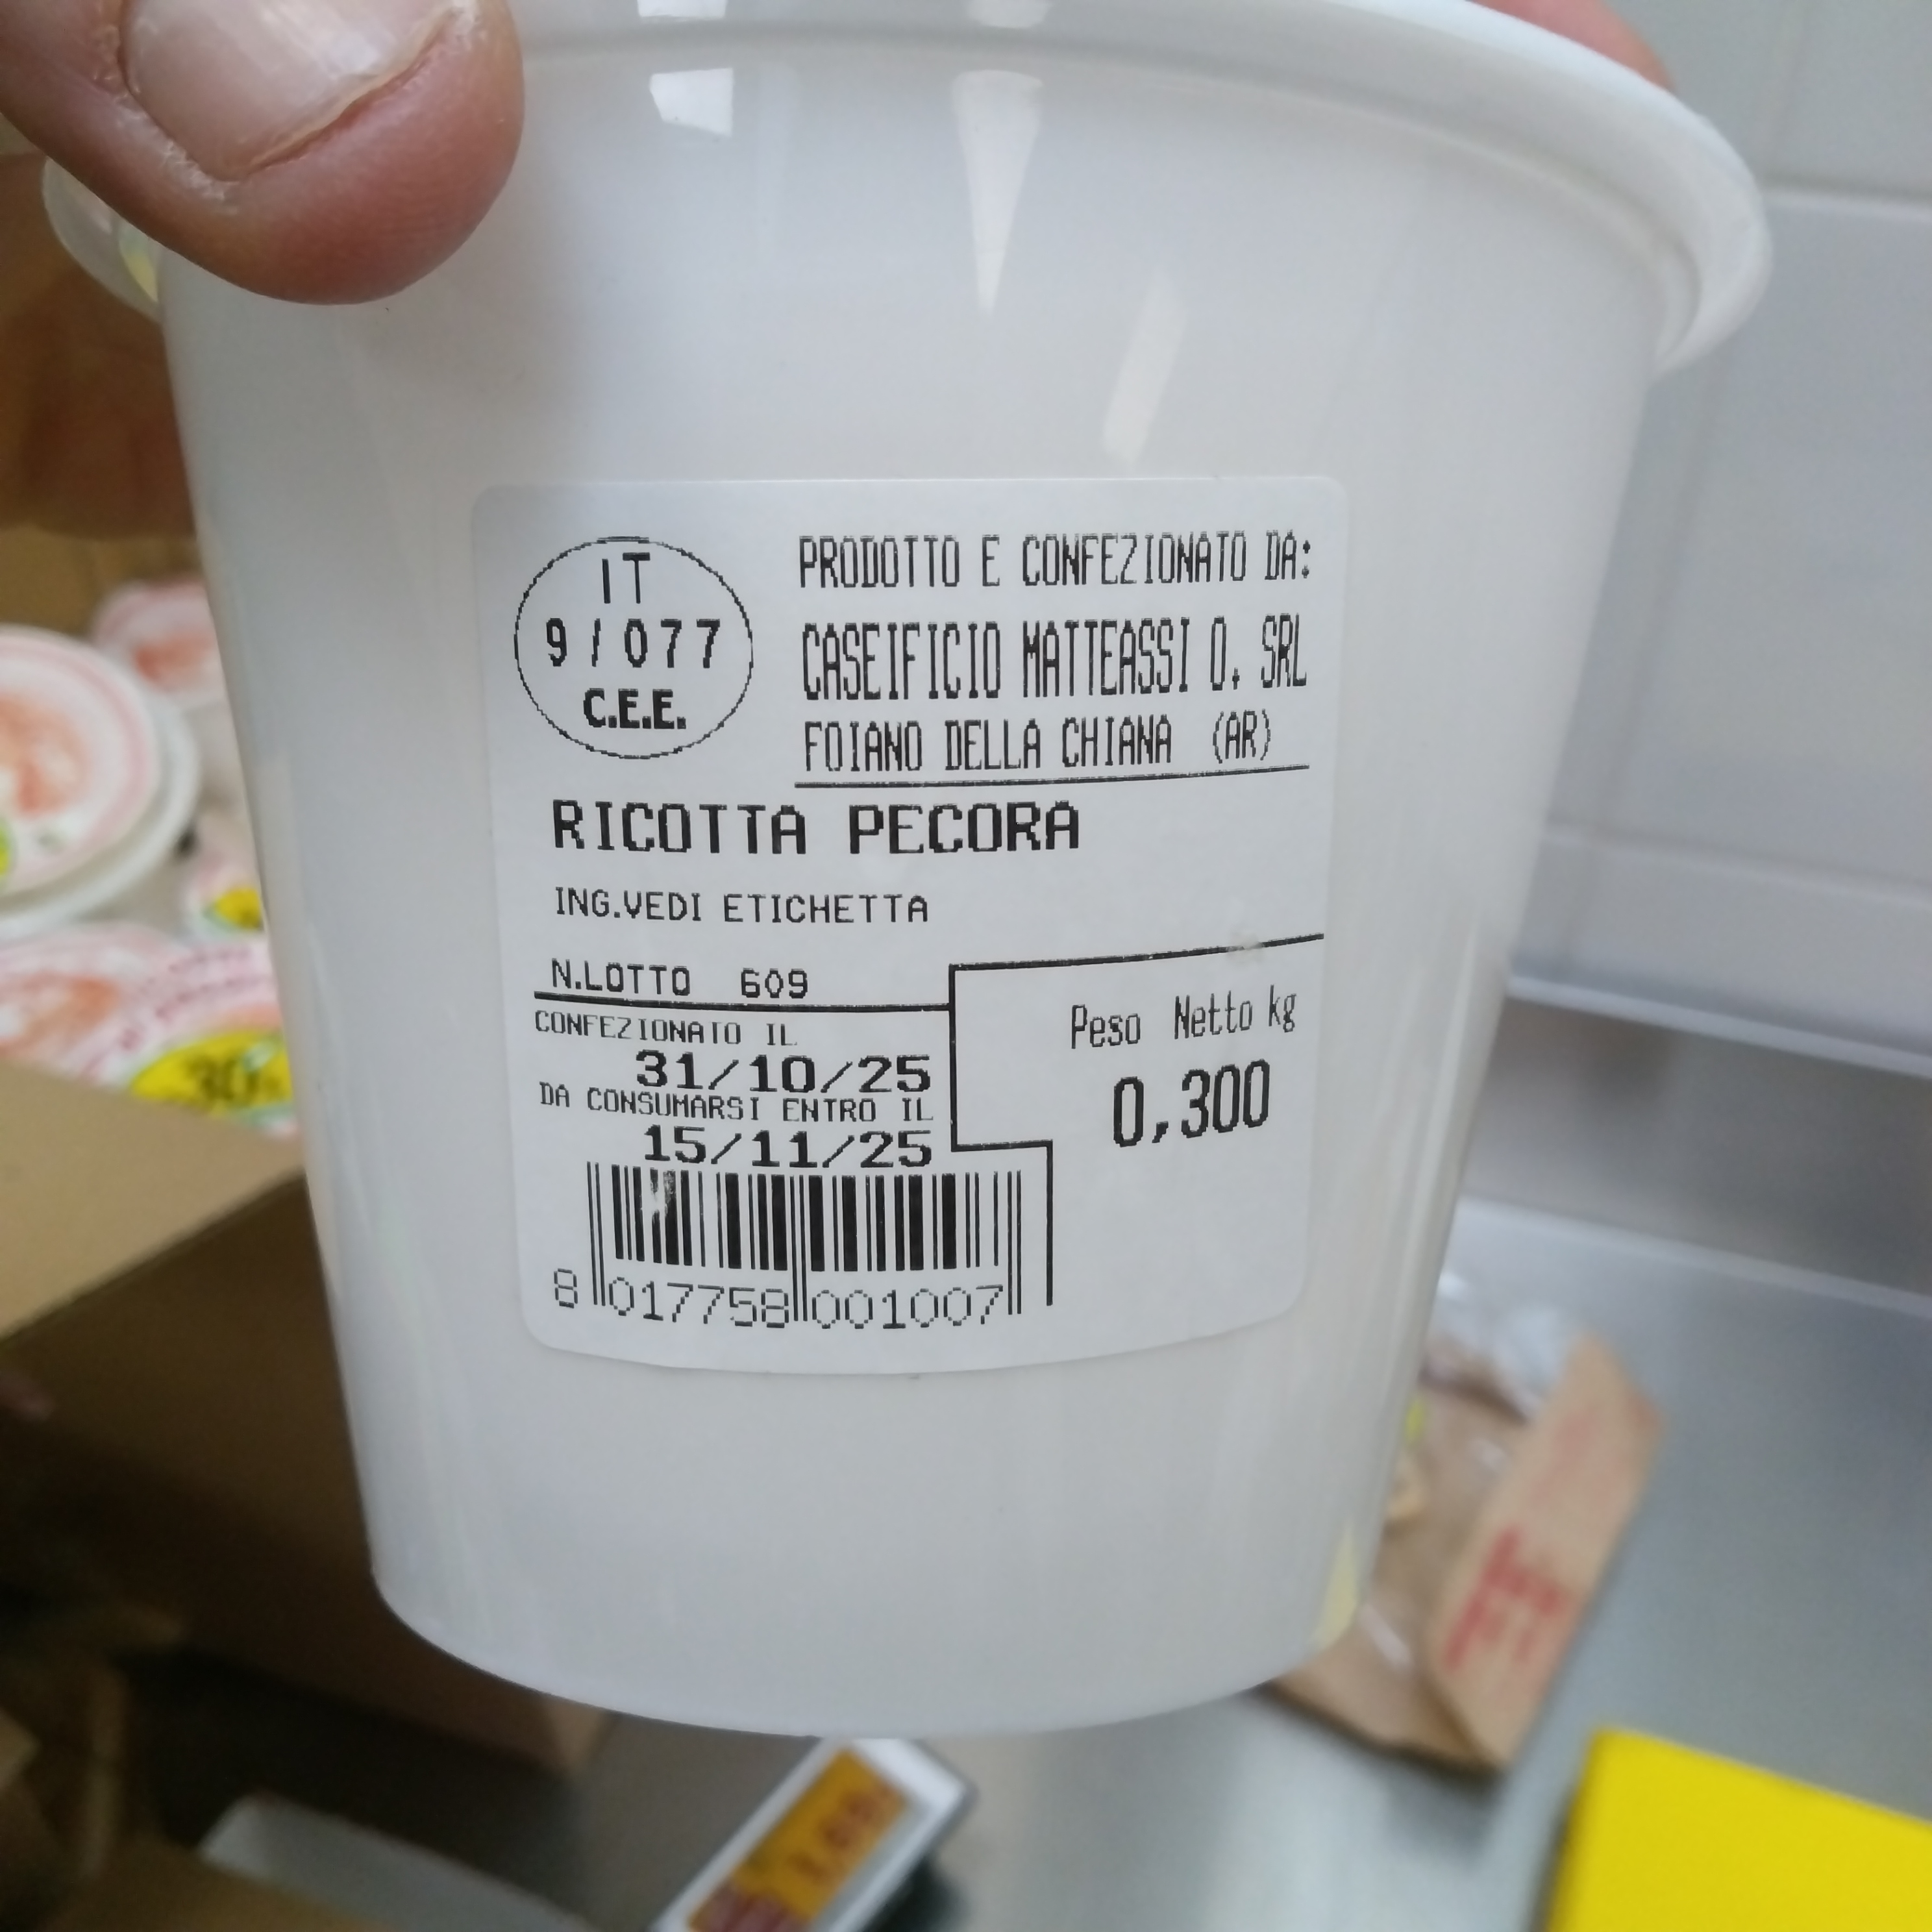 IT
9/077
C.E.E.
PRODOTTO E CONFEZIONATO DA:
CASEIFICIO MATTEASSI O. SRL
FOIANO DELLA CHIANA (AR)
RICOTTA PECORA
ING.VEDI ETICHETTA
N.LOTTO 609
CONFEZIONATO IL
31/10/25
DA CONSUMARSI ENTRO IL
15/11/25
Peso Netto kg
0,300
8 017758 001007
30%